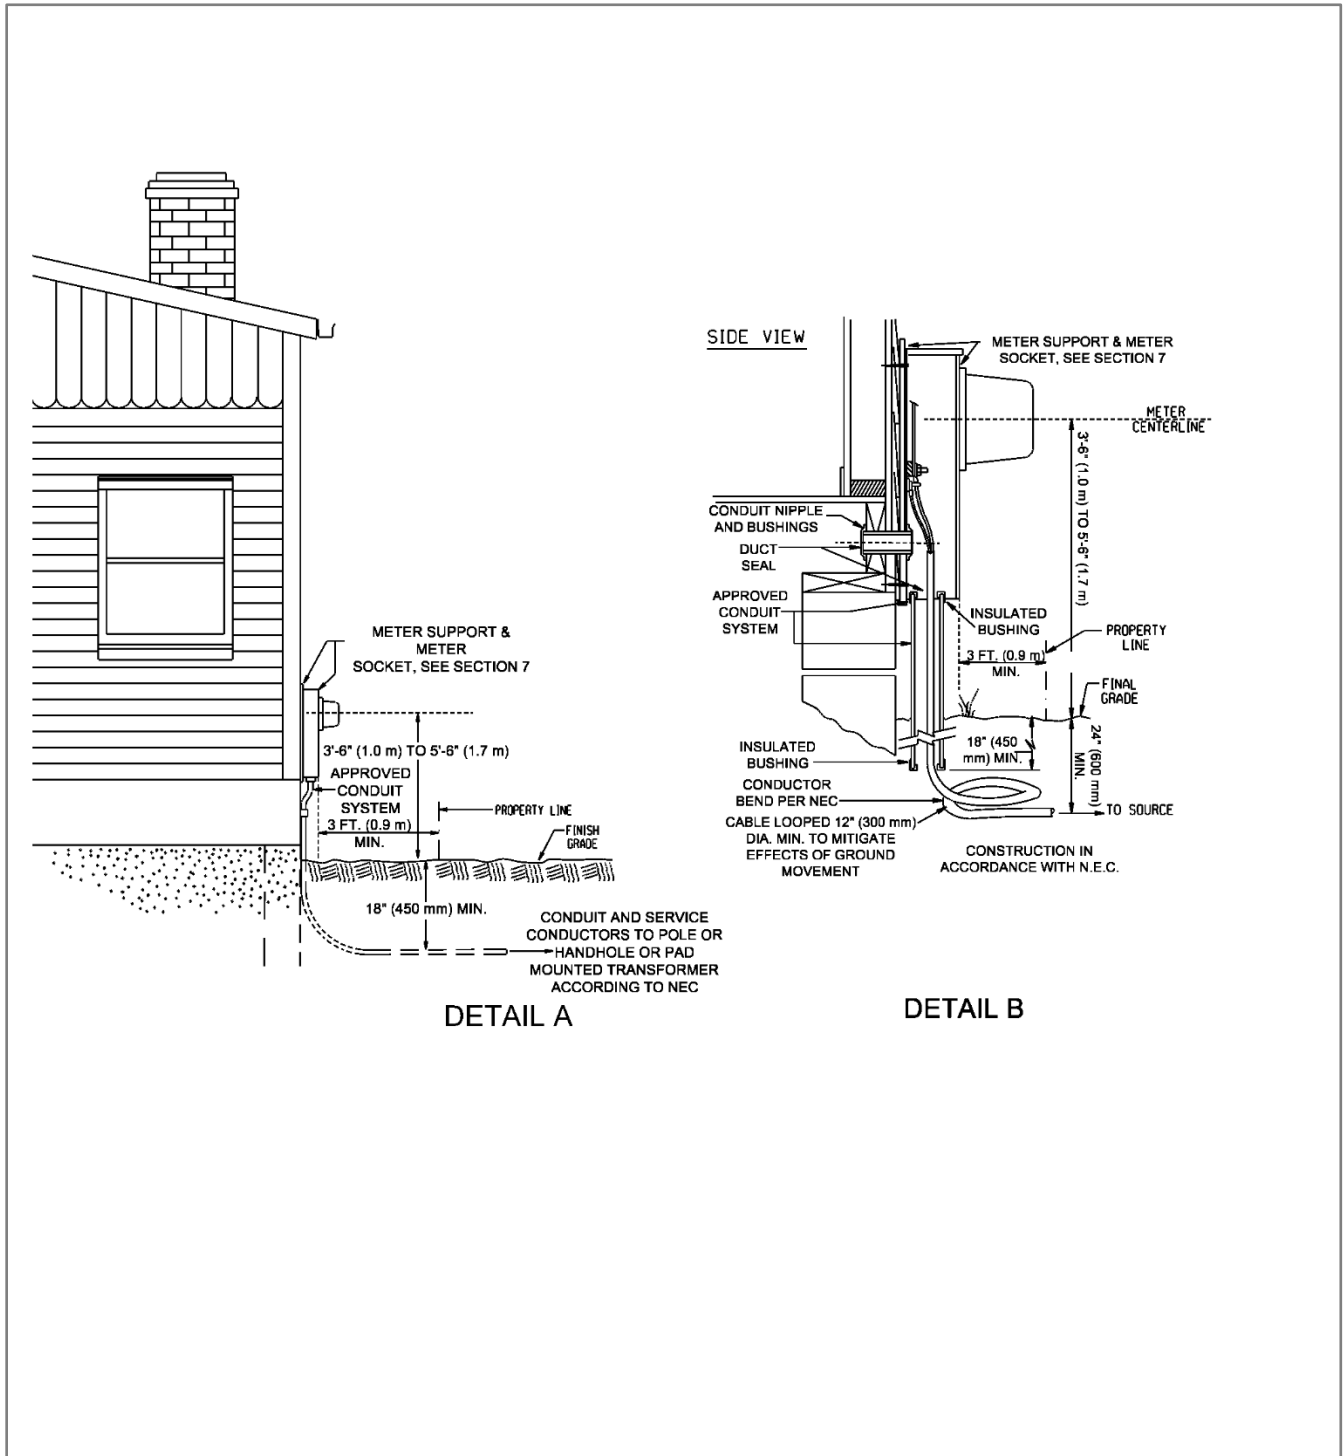 METER SUPPORT &
METER
SOCKET, SEE SECTION 7
3'-6" (1.0 m) TO 5'-6" (1.7 m)
APPROVED
CONDUIT
SYSTEM
3 FT. (0.9 m)
MIN.
PROPERTY LINE
FINISH
GRADE
18" (450 mm) MIN.
CONDUIT AND SERVICE
CONDUCTORS TO POLE OR
HANDHOLE OR PAD
MOUNTED TRANSFORMER
ACCORDING TO NEC
DETAIL A
SIDE VIEW
METER SUPPORT & METER
SOCKET, SEE SECTION 7
METER
CENTERLINE
3'-6" (1.0 m) TO 5'-6" (1.7 m)
CONDUIT NIPPLE
AND BUSHINGS
DUCT
SEAL
APPROVED
CONDUIT
SYSTEM
INSULATED
BUSHING
PROPERTY
LINE
3 FT. (0.9 m)
MIN.
FINAL
GRADE
INSULATED
BUSHING
18" (450
mm) MIN.
24" (600 mm)
MIN.
CONDUCTOR
BEND PER NEC
TO SOURCE
CABLE LOOPED 12" (300 mm)
DIA. MIN. TO MITIGATE
EFFECTS OF GROUND
MOVEMENT
CONSTRUCTION IN
ACCORDANCE WITH N.E.C.
DETAIL B